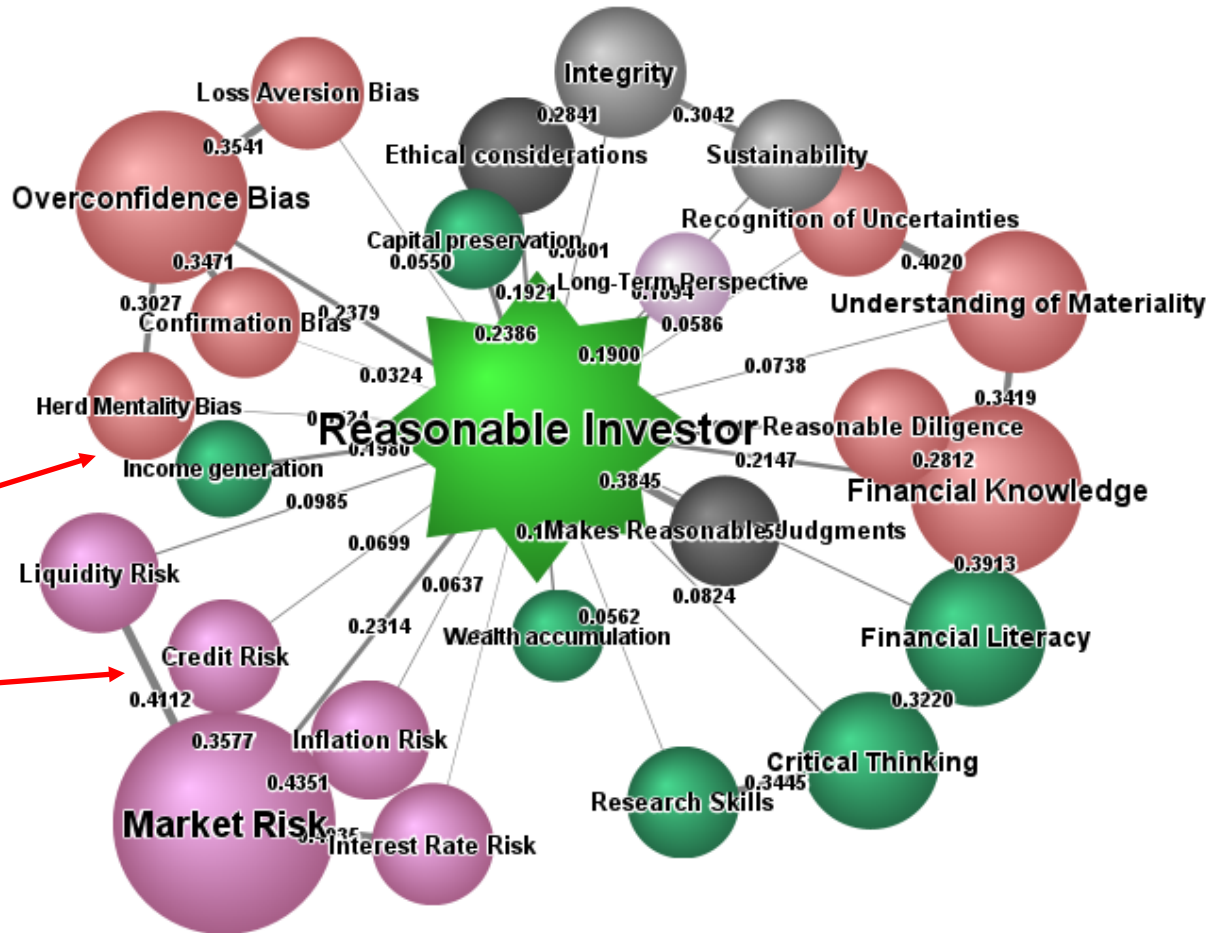 Integrity
Loss Aversion Bias
0.2841
0.3042
0.3541
Ethical considerations
Sustainability
Overconfidence Bias
Recognition of Uncertainties
Capital preservation
0.3471
0.0550
0.4020
Long-Term Perspective
0.1921
0.3027
0.2379
Understanding of Materiality
Confirmation Bias
0.0586
0.2386
0.1900
0.0738
0.0324
0.3419
Herd Mentality Bias
Reasonable Investor
Reasonable Diligence
0.1980
0.2147
0.2812
Income generation
0.3845
Financial Knowledge
0.0985
Makes Reasonable Judgments
0.0699
0.3913
Liquidity Risk
0.0637
0.0824
0.0562
0.2314
Wealth accumulation
Financial Literacy
Credit Risk
0.4112
0.3220
0.3577
Inflation Risk
Critical Thinking
0.4351
0.3445
Research Skills
Market Risk
Interest Rate Risk